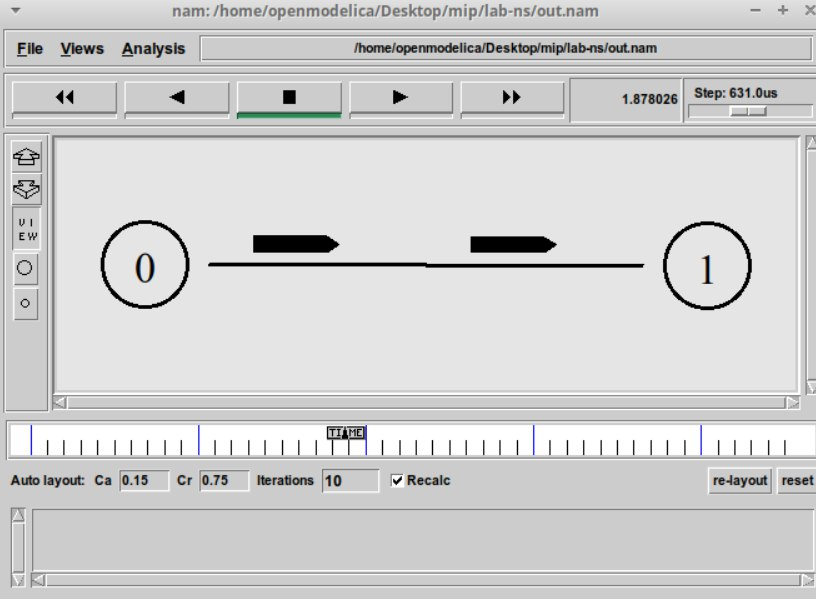 nam: /home/openmodelica/Desktop/mip/lab-ns/out.nam
File Views Analysis /home/openmodelica/Desktop/mip/lab-ns/out.nam
1.878026 Step: 631.0us
VI
EW
0 1
TIME
Auto layout: Ca 0.15 Cr 0.75 Iterations 10 Recalc re-layout reset